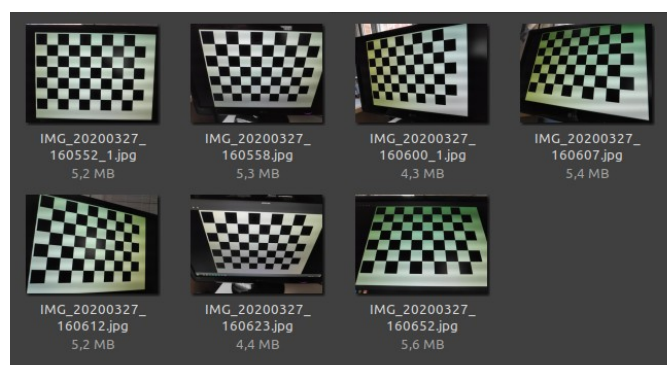 IMG_20200327_
160552_1.jpg
5,2 MB
IMG_20200327_
160558.jpg
5,3 MB
IMG_20200327_
160600_1.jpg
4,3 MB
IMG_20200327_
160607.jpg
5,4 MB
IMG_20200327_
160612.jpg
5,2 MB
IMG_20200327_
160623.jpg
4,4 MB
IMG_20200327_
160652.jpg
5,6 MB